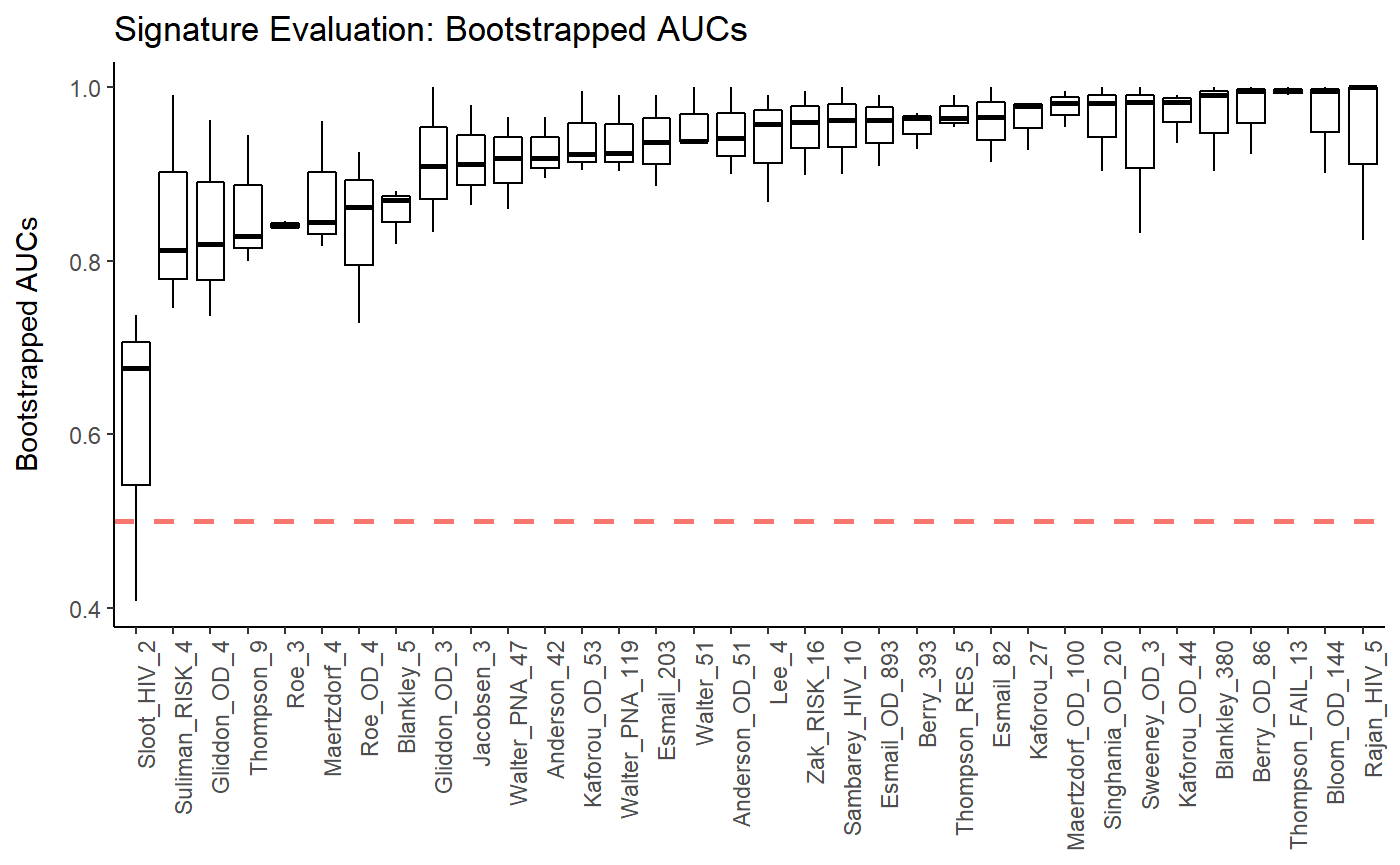 Signature Evaluation: Bootstrapped AUCs
Bootstrapped AUCs
1.0
0.8
0.6
0.4
Sloot_HIV_2
Suliman_RISK_4
Gliddon_OD_4
Thompson_9
Roe_3
Maertzdorf_4
Roe_OD_4
Blankley_5
Gliddon_OD_3
Jacobsen_3
Walter_PNA_47
Anderson_42
Kaforou_OD_53
Walter_PNA_119
Esmail_203
Walter_51
Anderson_OD_51
Lee_4
Zak_RISK_16
Sambarey_HIV_10
Esmail_OD_893
Berry_393
Thompson_RES_5
Esmail_82
Kaforou_27
Maertzdorf_OD_100
Singhania_OD_20
Sweeney_OD_3
Kaforou_OD_44
Blankley_380
Berry_OD_86
Thompson_FAIL_13
Bloom_OD_144
Rajan_HIV_5